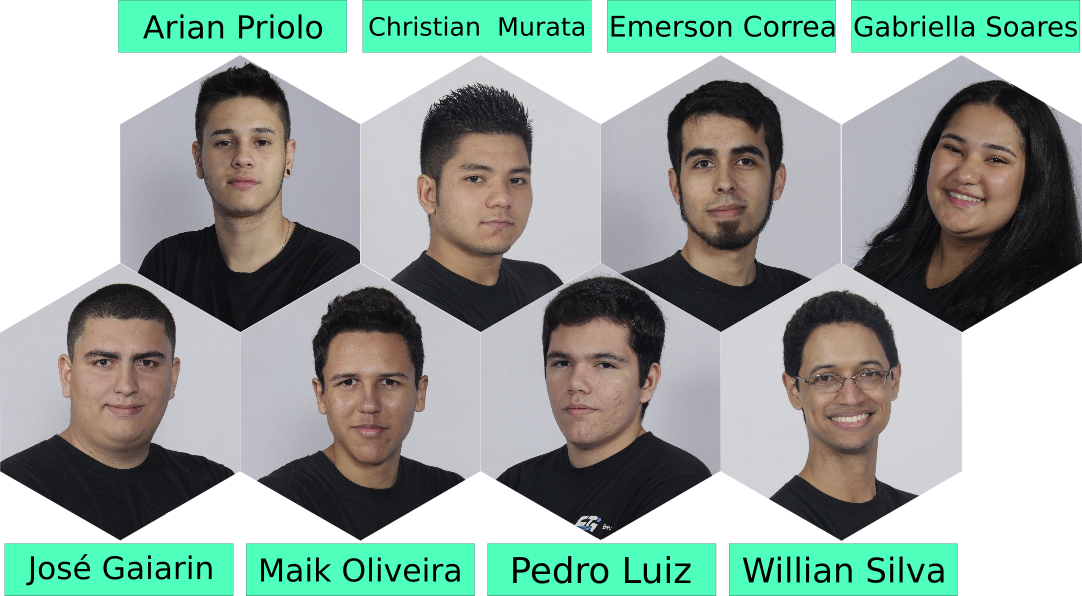 Arian Priolo
Christian Murata
Emerson Correa
Gabriella Soares
José Gaiarin
Maik Oliveira
Pedro Luiz
Willian Silva